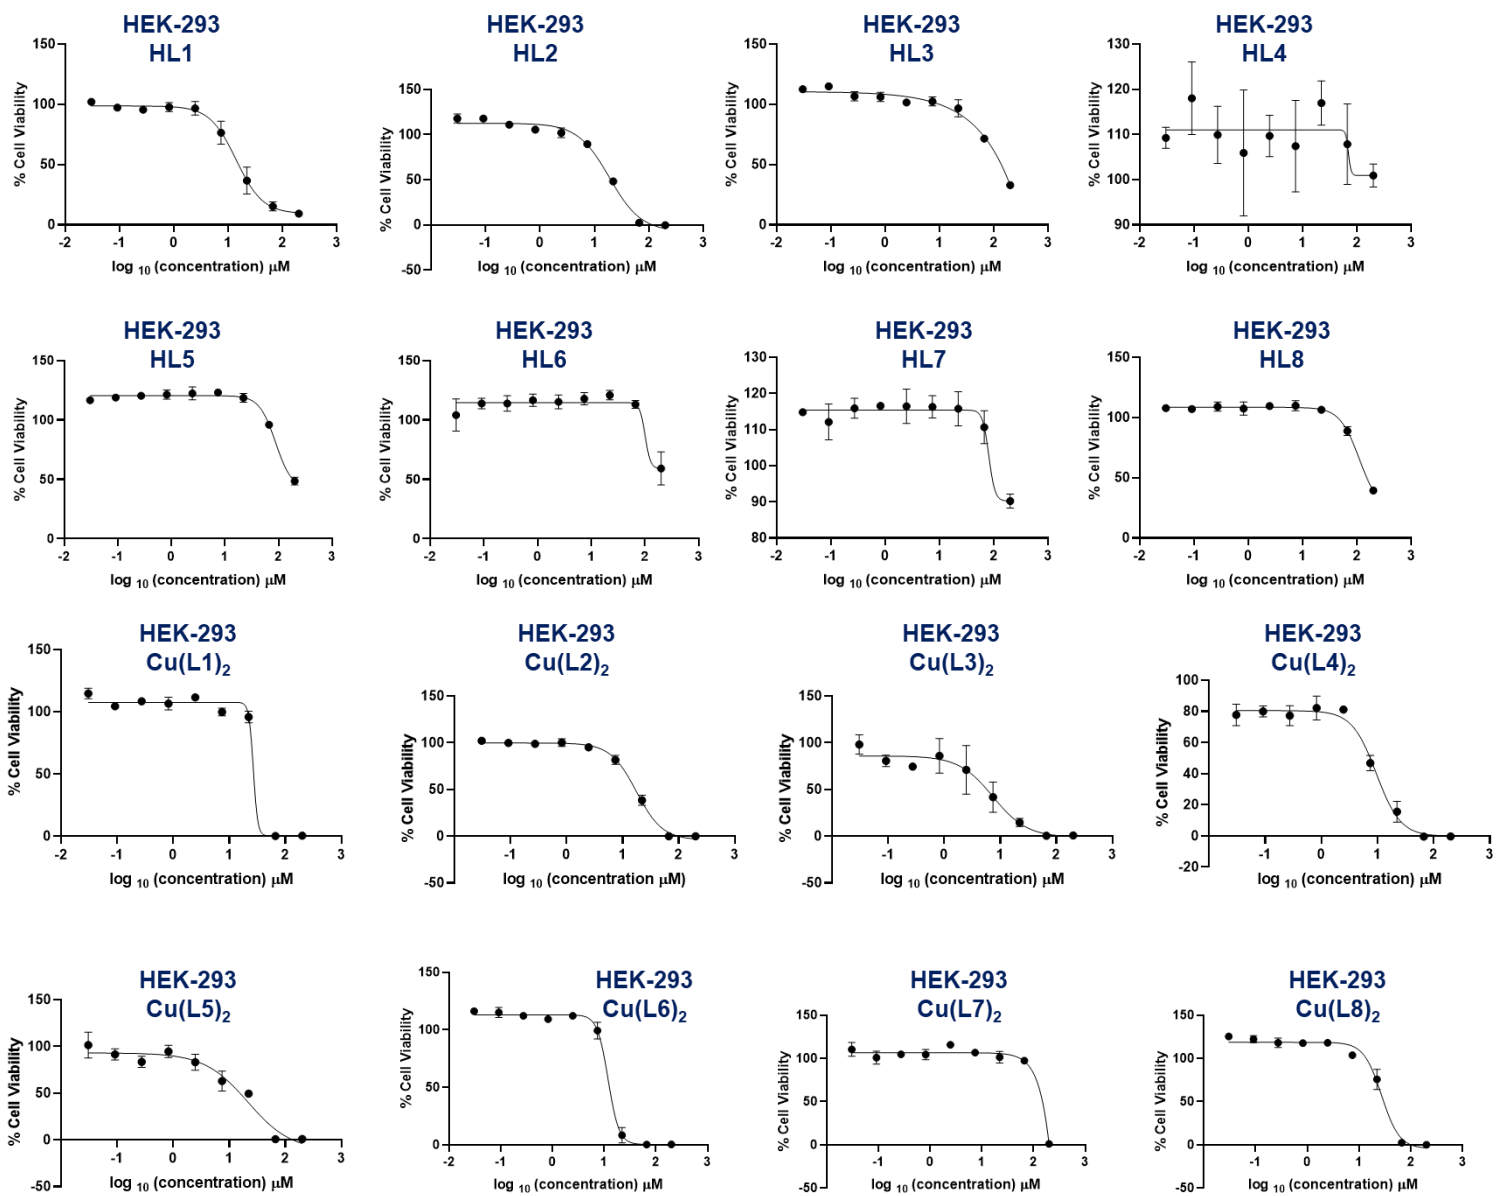 HEK-293
HL1
% Cell Viability
150
100
50
0
-2 -1 0 1 2 3
log 10 (concentration) µM
HEK-293
HL2
% Cell Viability
150
100
50
0
-50
-1 0 1 2 3
log 10 (concentration) µM
HEK-293
HL3
% Cell Viability
150
100
50
0
-2 -1 0 1 2 3
log 10 (concentration) µM
HEK-293
HL4
% Cell Viability
130
120
110
100
90
-2 -1 0 1 2 3
log 10 (concentration) µM
HEK-293
HL5
% Cell Viability
150
100
50
0
-2 -1 0 1 2 3
log 10 (concentration) µM
HEK-293
HL6
% Cell Viability
150
100
50
0
-2 -1 0 1 2 3
log 10 (concentration) µM
HEK-293
HL7
% Cell Viability
130
120
110
100
90
80
-2 -1 0 1 2 3
log 10 (concentration) µM
HEK-293
HL8
% Cell Viability
150
100
50
0
-2 -1 0 1 2 3
log 10 (concentration) µM
HEK-293
Cu(L1)2
% Cell Viability
150
100
50
0
-2 -1 0 1 2 3
log 10 (concentration) µM
HEK-293
Cu(L2)2
% Cell Viability
150
100
50
0
-50
-1 0 1 2 3
log 10 (concentration µM)
HEK-293
Cu(L3)2
% Cell Viability
150
100
50
0
-50
-1 0 1 2 3
log 10 (concentration) µM
HEK-293
Cu(L4)2
% Cell Viability
100
80
60
40
20
0
-20
-1 0 1 2 3
log 10 (concentration) µM
HEK-293
Cu(L5)2
% Cell Viability
150
100
50
0
-50
-1 0 1 2 3
log 10 (concentration) µM
HEK-293
Cu(L6)2
% Cell Viability
150
100
50
0
-2 -1 0 1 2 3
log 10 (concentration) µM
HEK-293
Cu(L7)2
% Cell Viability
150
100
50
0
-50
-1 0 1 2 3
log 10 (concentration) µM
HEK-293
Cu(L8)2
% Cell Viability
150
100
50
0
-50
-1 0 1 2 3
log 10 (concentration) µM